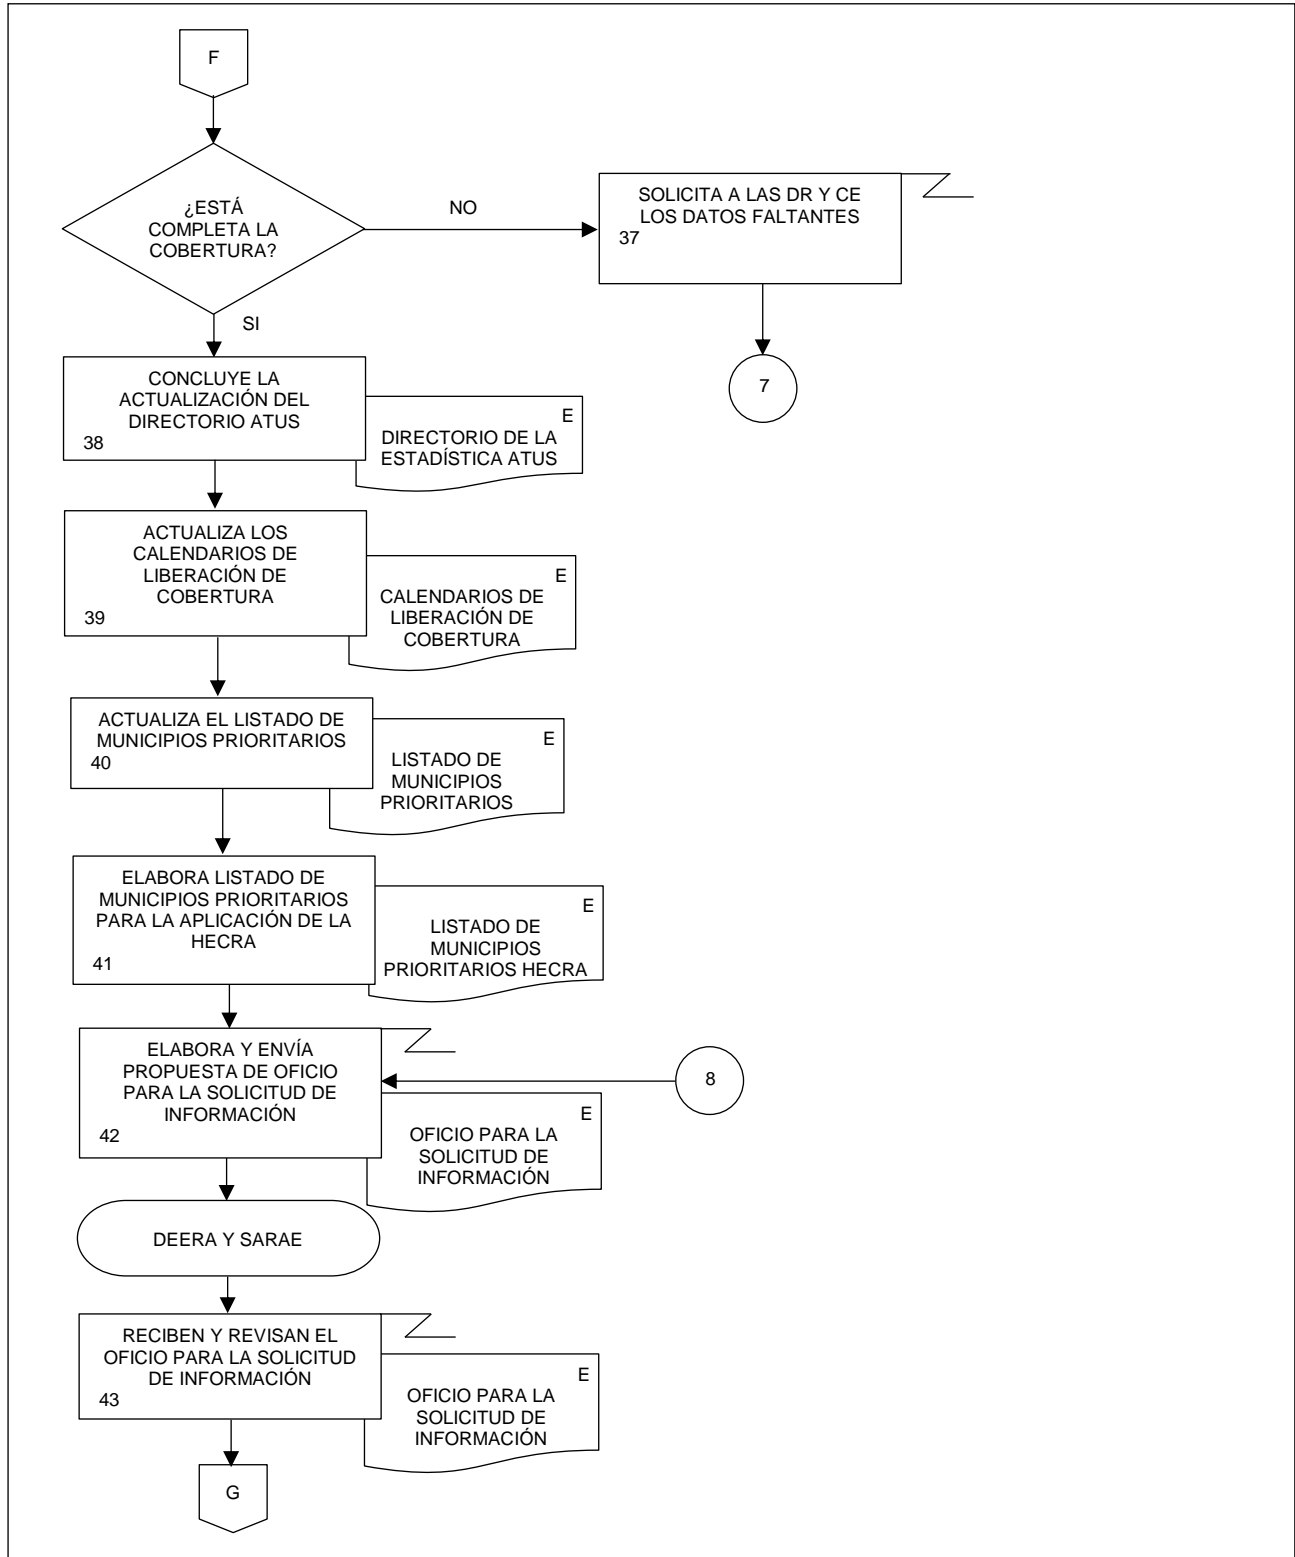 F
¿ESTÁ
COMPLETA LA
COBERTURA?
NO
SOLICITA A LAS DR Y CE
LOS DATOS FALTANTES
37
7
SI
CONCLUYE LA
ACTUALIZACIÓN DEL
DIRECTORIO ATUS
38
E
DIRECTORIO DE LA
ESTADÍSTICA ATUS
ACTUALIZA LOS
CALENDARIOS DE
LIBERACIÓN DE
COBERTURA
39
E
CALENDARIOS DE
LIBERACIÓN DE
COBERTURA
ACTUALIZA EL LISTADO DE
MUNICIPIOS PRIORITARIOS
40
E
LISTADO DE
MUNICIPIOS
PRIORITARIOS
ELABORA LISTADO DE
MUNICIPIOS PRIORITARIOS
PARA LA APLICACIÓN DE LA
HECRA
41
E
LISTADO DE
MUNICIPIOS
PRIORITARIOS HECRA
ELABORA Y ENVÍA
PROPUESTA DE OFICIO
PARA LA SOLICITUD DE
INFORMACIÓN
42
8
E
OFICIO PARA LA
SOLICITUD DE
INFORMACIÓN
DEERA Y SARAE
RECIBEN Y REVISAN EL
OFICIO PARA LA SOLICITUD
DE INFORMACIÓN
43
E
OFICIO PARA LA
SOLICITUD DE
INFORMACIÓN
G